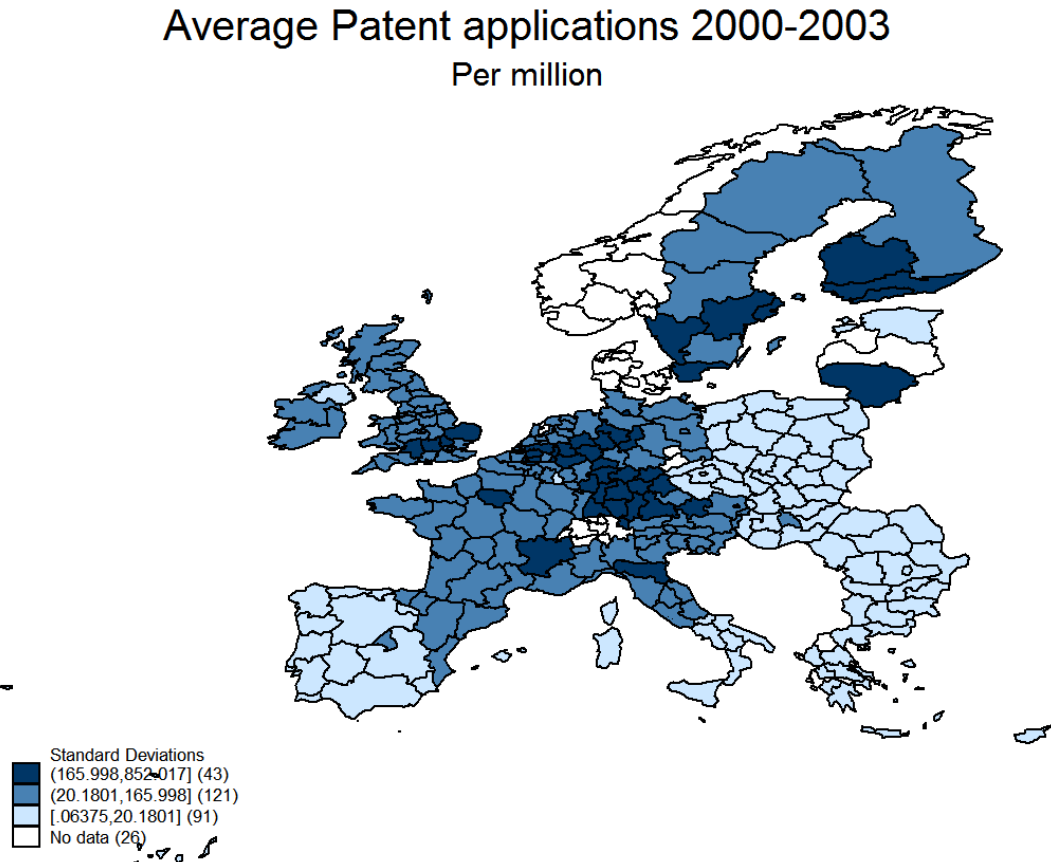 Average Patent applications 2000-2003
Per million
Standard Deviations
(165.998,852.017] (43)
(20.1801,165.998] (121)
[.06375,20.1801] (91)
No data (26)